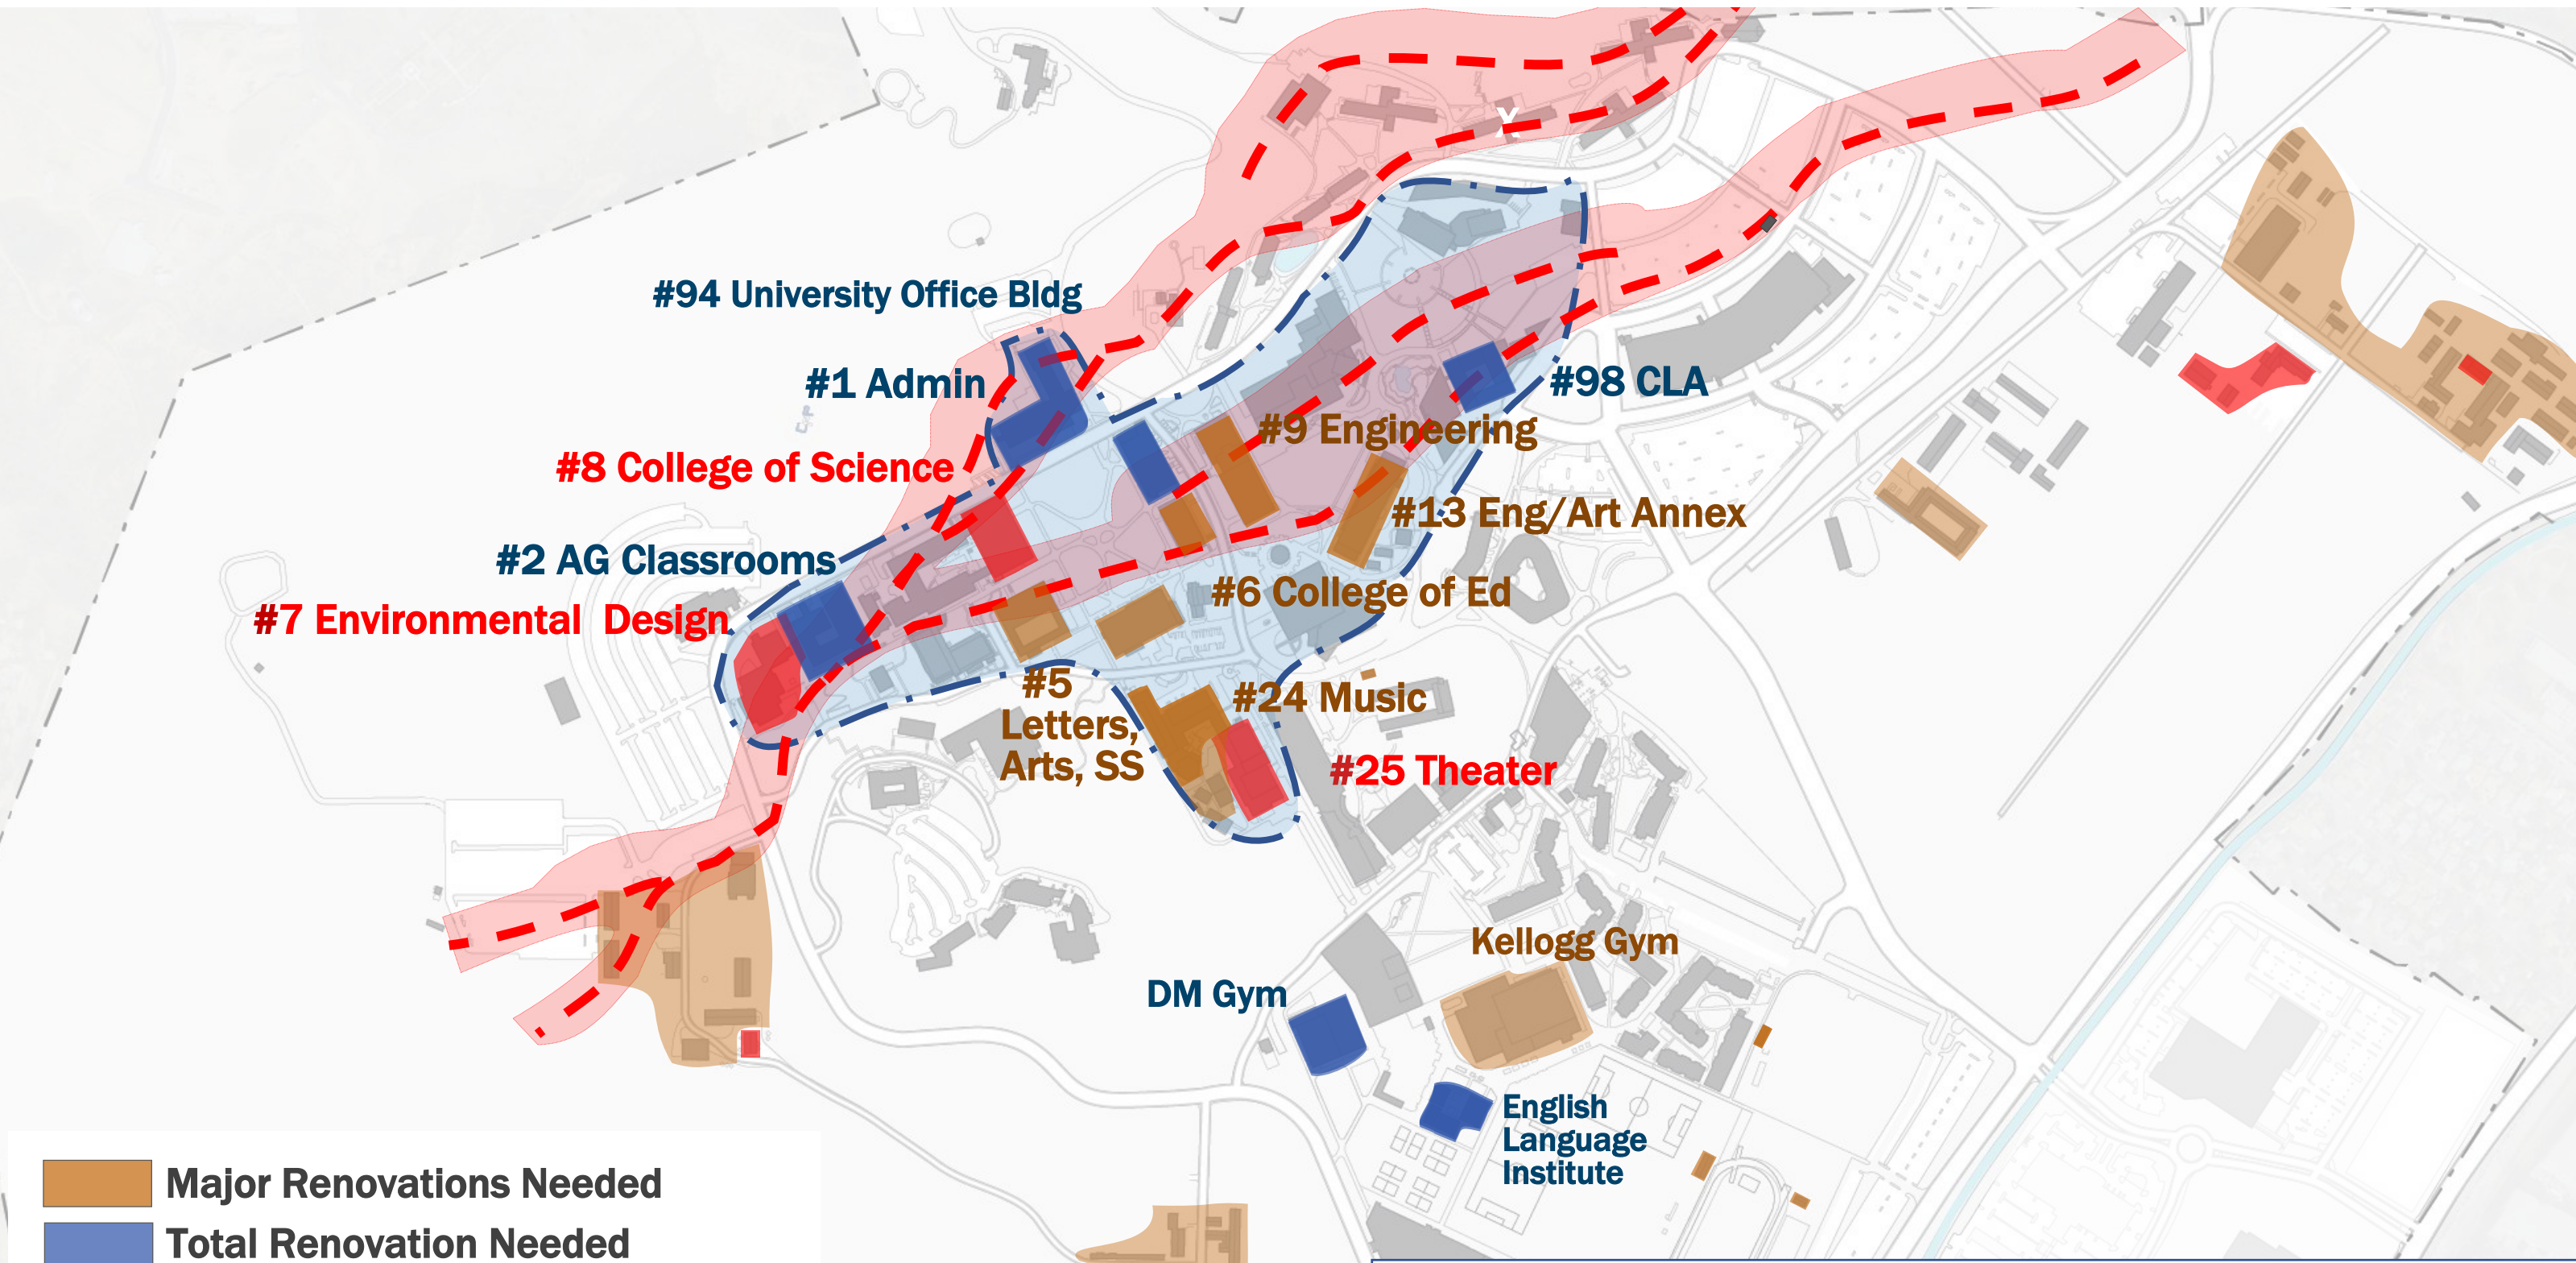 X
#94 University Office Bldg
#1 Admin
#98 CLA
#9 Engineering
#8 College of Science
#13 Eng/Art Annex
#2 AG Classrooms
#6 College of Ed
#7 Environmental Design
#5
Letters,
Arts, SS
#24 Music
#25 Theater
Kellogg Gym
DM Gym
English
Language
Institute
Major Renovations Needed
Total Renovation Needed